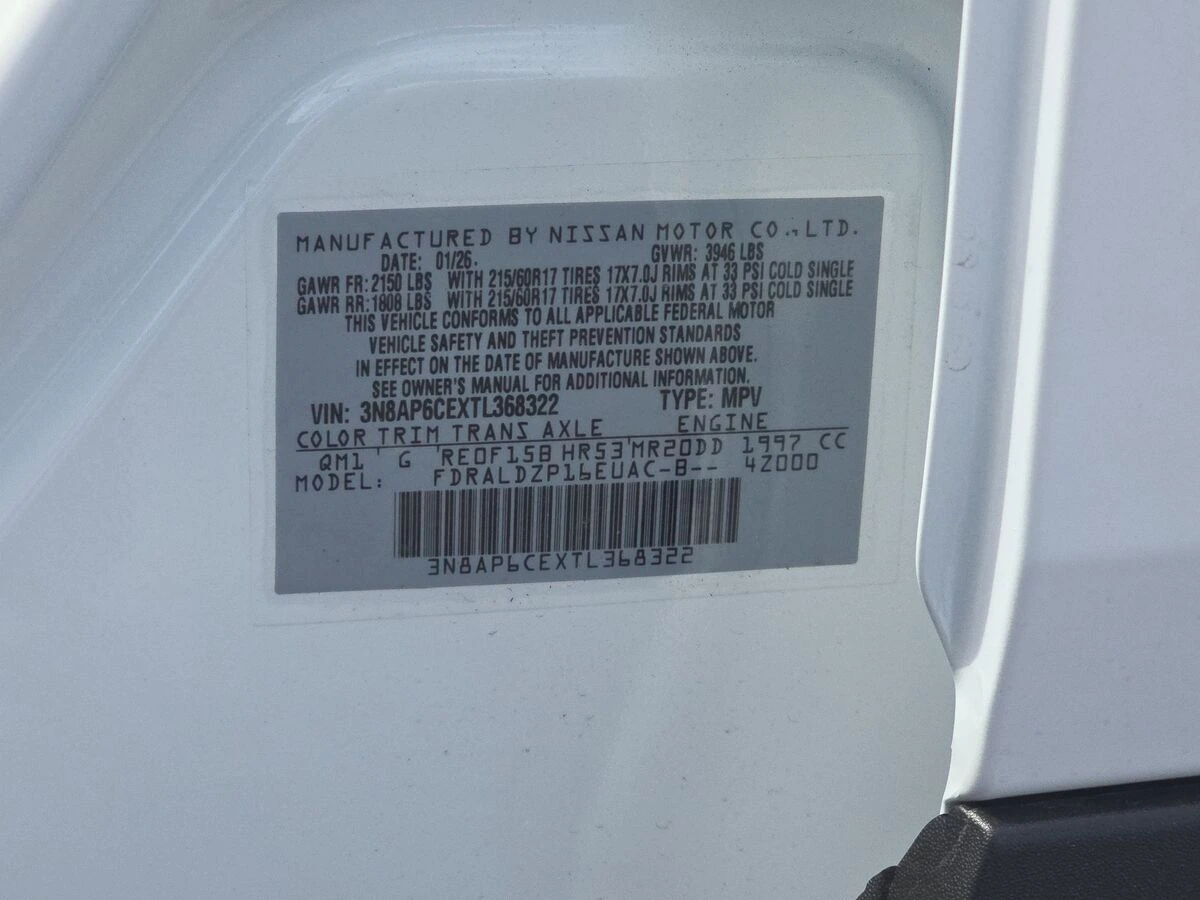 MANUFACTURED BY NISSAN MOTOR CO., LTD.
DATE: 01/26. GVWR: 3946 LBS
GAWR FR: 2150 LBS WITH 215/60R17 TIRES 17X7.0J RIMS AT 33 PSI COLD SINGLE
GAWR RR: 1808 LBS WITH 215/60R17 TIRES 17X7.0J RIMS AT 33 PSI COLD SINGLE
THIS VEHICLE CONFORMS TO ALL APPLICABLE FEDERAL MOTOR
VEHICLE SAFETY AND THEFT PREVENTION STANDARDS
IN EFFECT ON THE DATE OF MANUFACTURE SHOWN ABOVE.
SEE OWNER'S MANUAL FOR ADDITIONAL INFORMATION.
VIN: 3N8AP6CEXTL368322 TYPE: MPV
COLOR TRIM TRANS AXLE ENGINE
QM1 ' G 'RE0F15B HR53'MR20DD 1997 CC
MODEL: FDRALDZP16EUAC-B-- 4Z000
3N8AP6CEXTL368322